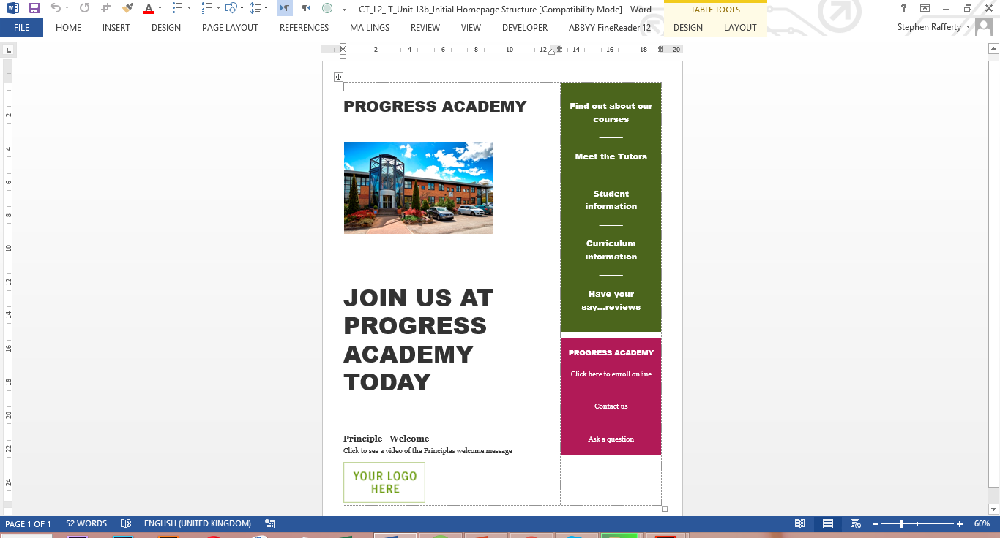 CT_L2_IT_Unit 13b_Initial Homepage Structure [Compatibility Mode] - Word
TABLE TOOLS
?
FILE
HOME
INSERT
DESIGN
PAGE LAYOUT
REFERENCES
MAILINGS
REVIEW
VIEW
DEVELOPER
ABBYY FineReader 12
DESIGN
LAYOUT
Stephen Rafferty
2 4 6 8 10 12 14 16 18 20
2
4
6
8
10
12
14
16
18
20
22
24
PROGRESS ACADEMY
JOIN US AT
PROGRESS
ACADEMY
TODAY
Principle - Welcome
Click to see a video of the Principles welcome message
YOUR LOGO
HERE
Find out about our
courses
Meet the Tutors
Student
information
Curriculum
information
Have your
say...reviews
PROGRESS ACADEMY
Click here to enroll online
Contact us
Ask a question
PAGE 1 OF 1
52 WORDS
ENGLISH (UNITED KINGDOM)
60%